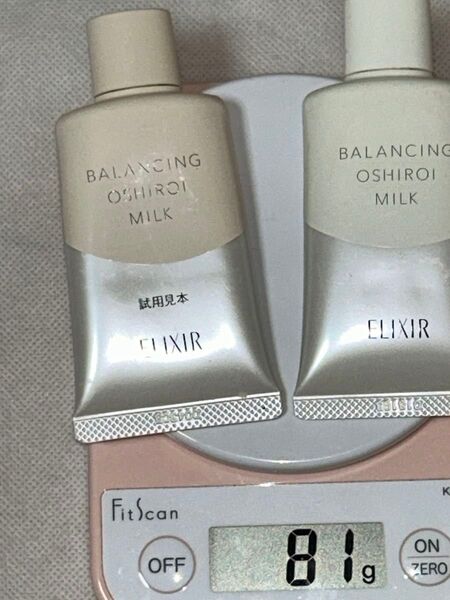 BALANCING
OSHIROI
MILK
試用見本
ELIXIR
BALANCING
OSHIROI
MILK
ELIXIR
FitScan
K
OFF
81g
ON
ZERO